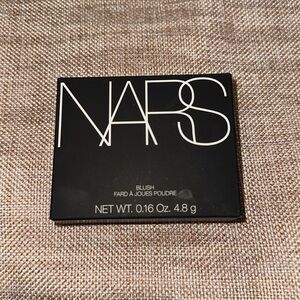 NARS
BLUSH
FARD À JOUES POUDRE
NET WT. 0.16 Oz. 4.8 g